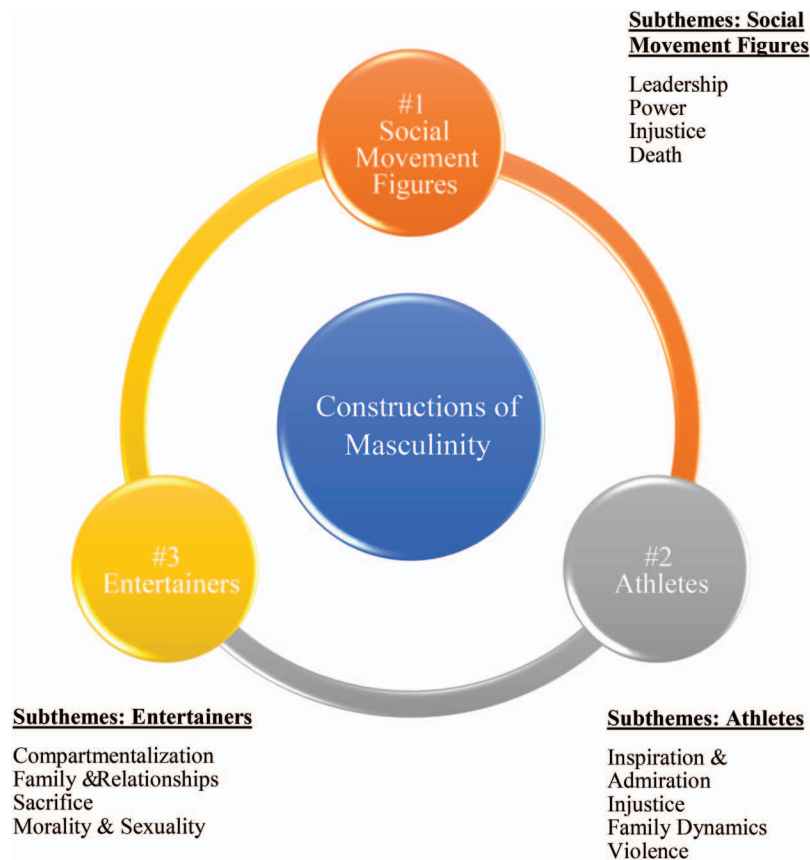 Subthemes: Social
Movement Figures
Leadership
Power
Injustice
Death
#1
Social
Movement
Figures
Constructions of
Masculinity
#3
Entertainers
#2
Athletes
Subthemes: Entertainers
Compartmentalization
Family &Relationships
Sacrifice
Morality & Sexuality
Subthemes: Athletes
Inspiration &
Admiration
Injustice
Family Dynamics
Violence